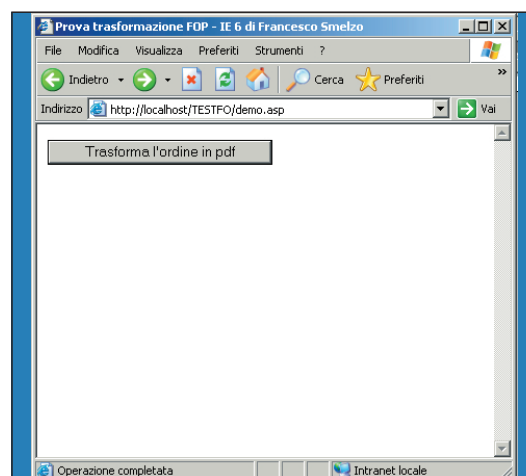 Prova trasformazione FOP - IE 6 di Francesco Smelzo
File Modifica Visualizza Preferiti Strumenti ?
Indietro Cerca Preferiti »
Indirizzo http://localhost/TESTFO/demo.asp Vai
Trasforma l'ordine in pdf
Operazione completata Intranet locale